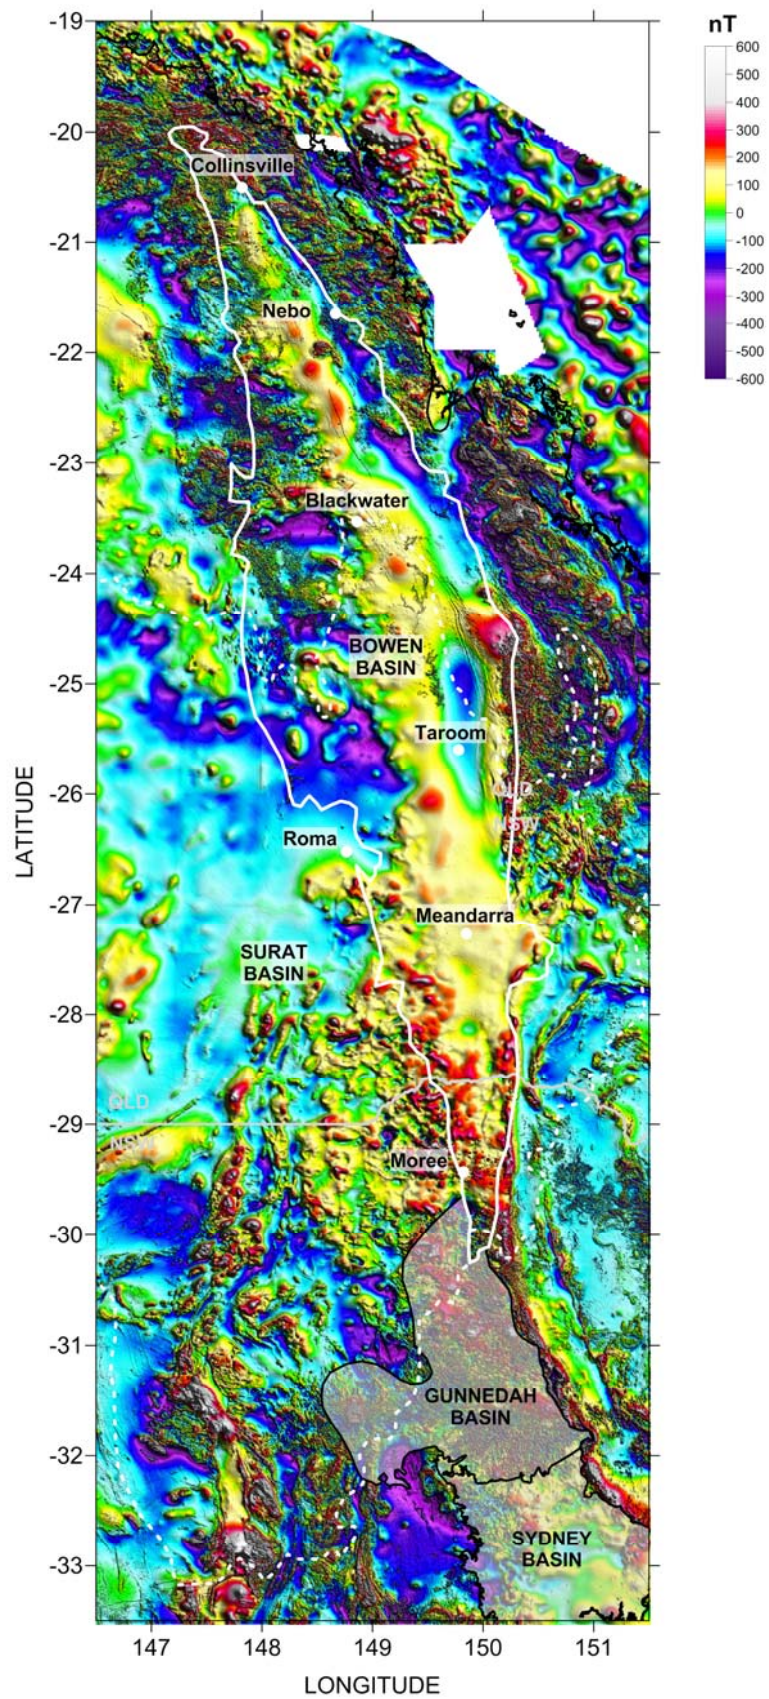 nT
600
500
400
300
200
100
0
-100
-200
-300
-400
-500
-600
-19
-20
-21
-22
-23
-24
-25
-26
-27
-28
-29
-30
-31
-32
-33
LATITUDE
Collinsville
Nebo
Blackwater
BOWEN
BASIN
Taroom
QLD
NSW
Roma
Meandarra
SURAT
BASIN
QLD
NSW
Moree
GUNNEDAH
BASIN
SYDNEY
BASIN
147
148
149
150
151
LONGITUDE